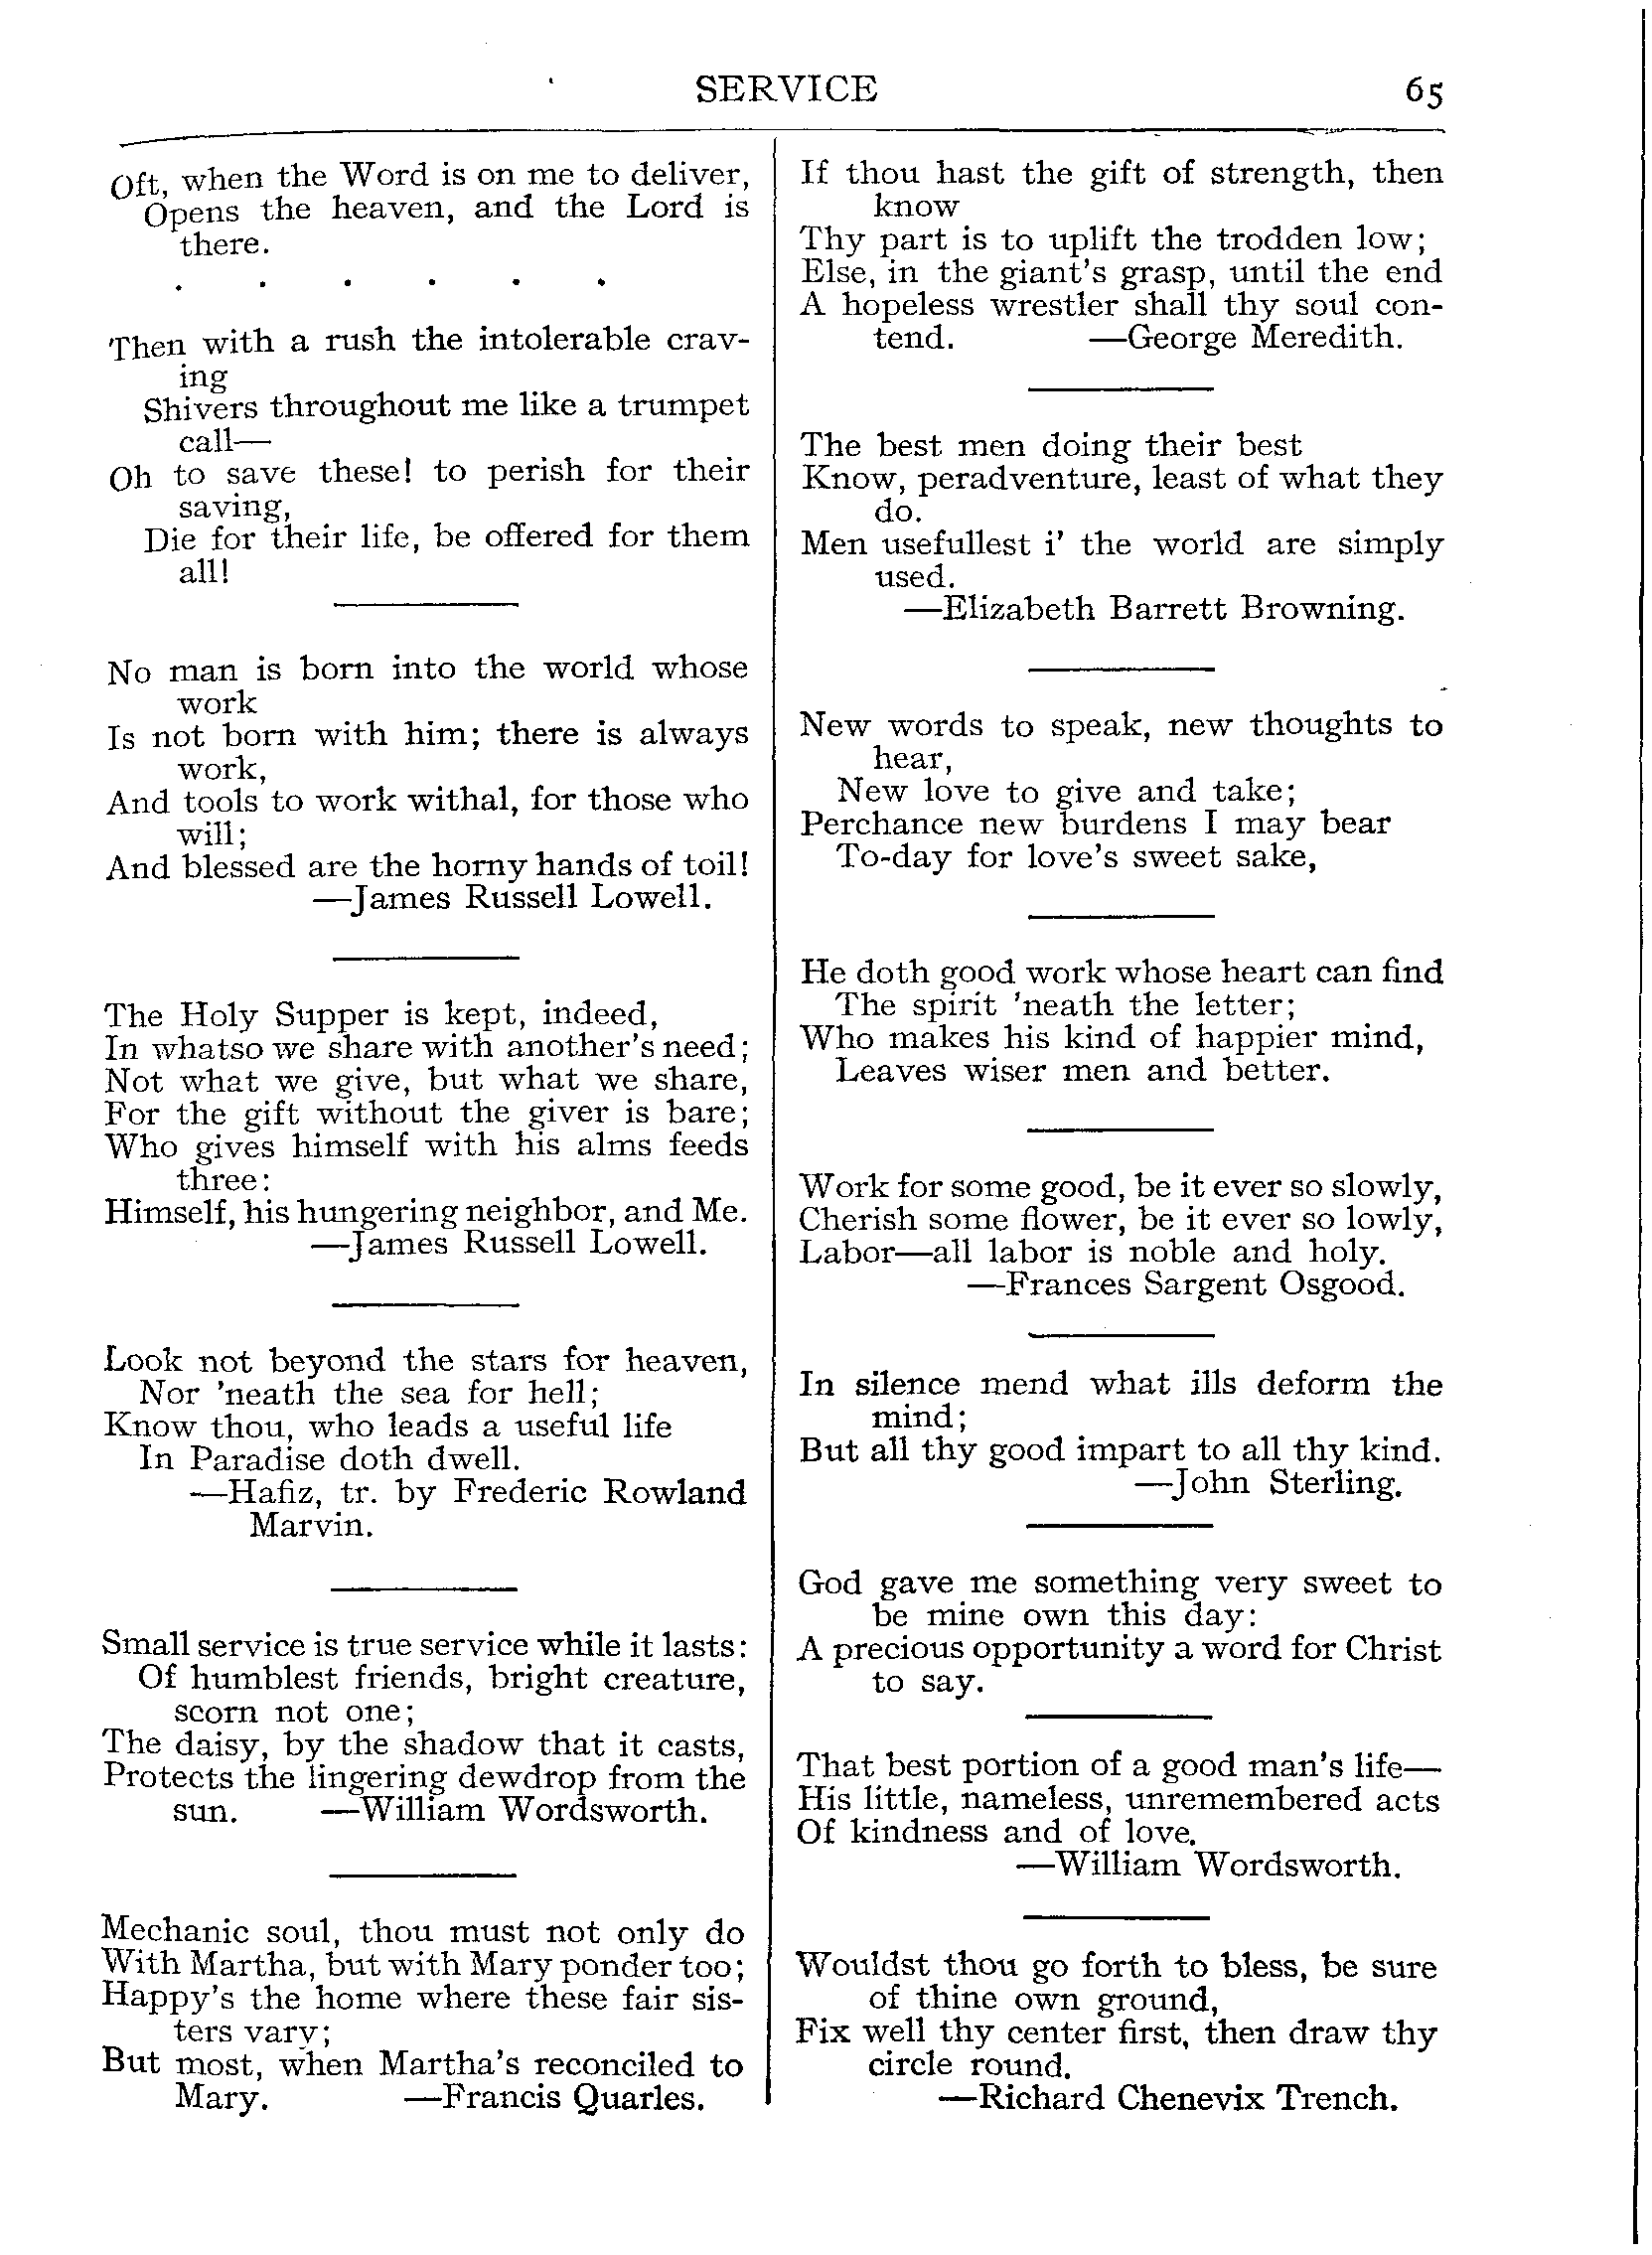 SERVICE 65
Oft, when the Word is on me to deliver,
Opens the heaven, and the Lord is
there.
. . . . . .
Then with a rush the intolerable crav-
ing
Shivers throughout me like a trumpet
call—
Oh to save these! to perish for their
saving,
Die for their life, be offered for them
all!
No man is born into the world whose
work
Is not born with him; there is always
work,
And tools to work withal, for those who
will;
And blessed are the horny hands of toil!
—James Russell Lowell.
The Holy Supper is kept, indeed,
In whatso we share with another's need;
Not what we give, but what we share,
For the gift without the giver is bare;
Who gives himself with his alms feeds
three:
Himself, his hungering neighbor, and Me.
—James Russell Lowell.
Look not beyond the stars for heaven,
Nor 'neath the sea for hell;
Know thou, who leads a useful life
In Paradise doth dwell.
—Hafiz, tr. by Frederic Rowland
Marvin.
Small service is true service while it lasts:
Of humblest friends, bright creature,
scorn not one;
The daisy, by the shadow that it casts,
Protects the lingering dewdrop from the
sun. —William Wordsworth.
Mechanic soul, thou must not only do
With Martha, but with Mary ponder too;
Happy's the home where these fair sis-
ters vary;
But most, when Martha's reconciled to
Mary. —Francis Quarles.
If thou hast the gift of strength, then
know
Thy part is to uplift the trodden low;
Else, in the giant's grasp, until the end
A hopeless wrestler shall thy soul con-
tend. —George Meredith.
The best men doing their best
Know, peradventure, least of what they
do.
Men usefullest i' the world are simply
used.
—Elizabeth Barrett Browning.
New words to speak, new thoughts to
hear,
New love to give and take;
Perchance new burdens I may bear
To-day for love's sweet sake,
He doth good work whose heart can find
The spirit 'neath the letter;
Who makes his kind of happier mind,
Leaves wiser men and better.
Work for some good, be it ever so slowly,
Cherish some flower, be it ever so lowly,
Labor—all labor is noble and holy.
—Frances Sargent Osgood.
In silence mend what ills deform the
mind;
But all thy good impart to all thy kind.
—John Sterling.
God gave me something very sweet to
be mine own this day:
A precious opportunity a word for Christ
to say.
That best portion of a good man's life—
His little, nameless, unremembered acts
Of kindness and of love.
—William Wordsworth.
Wouldst thou go forth to bless, be sure
of thine own ground,
Fix well thy center first, then draw thy
circle round.
—Richard Chenevix Trench.